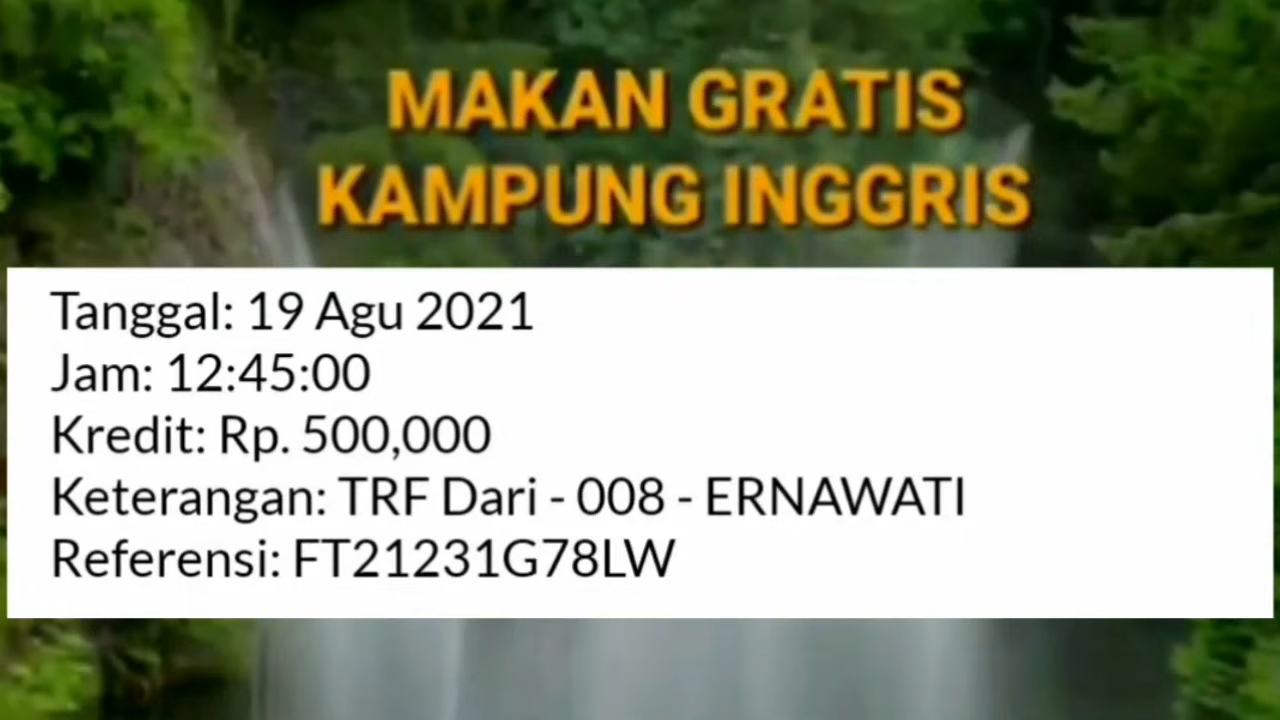 MAKAN GRATIS
KAMPUNG INGGRIS
Tanggal: 19 Agu 2021
Jam: 12:45:00
Kredit: Rp. 500,000
Keterangan: TRF Dari - 008 - ERNAWATI
Referensi: FT21231G78LW